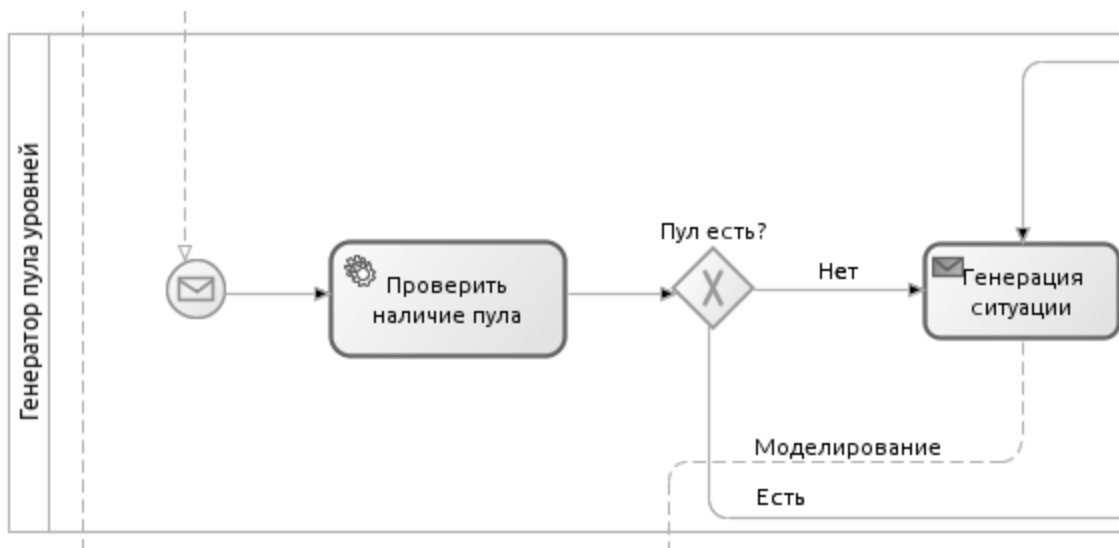 Генератор пула уровней
Проверить
наличие пула
Пул есть?
Нет
Генерация
ситуации
Моделирование
Есть